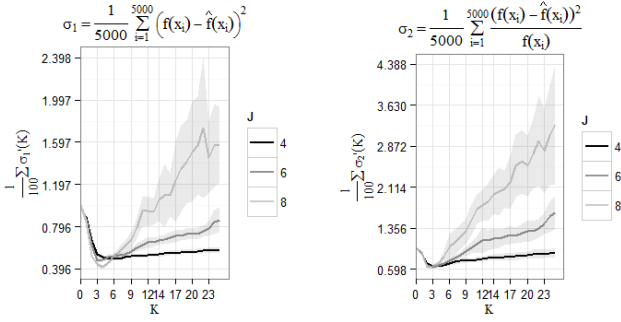 σ₁ = 1/5000 ∑_{i=1}^{5000} (f(xᵢ) − f̂(xᵢ))²
2.398
1.997
1.597
1.197
0.796
0.396
1/100 ∑ σ₁'(K)
0 3 6 9 12 14 17 20 23
K
J
4
6
8
σ₂ = 1/5000 ∑_{i=1}^{5000} (f(xᵢ) − f̂(xᵢ))² / f(xᵢ)
4.388
3.630
2.872
2.114
1.356
0.598
1/100 ∑ σ₂'(K)
0 3 6 9 12 14 17 20 23
K
J
4
6
8